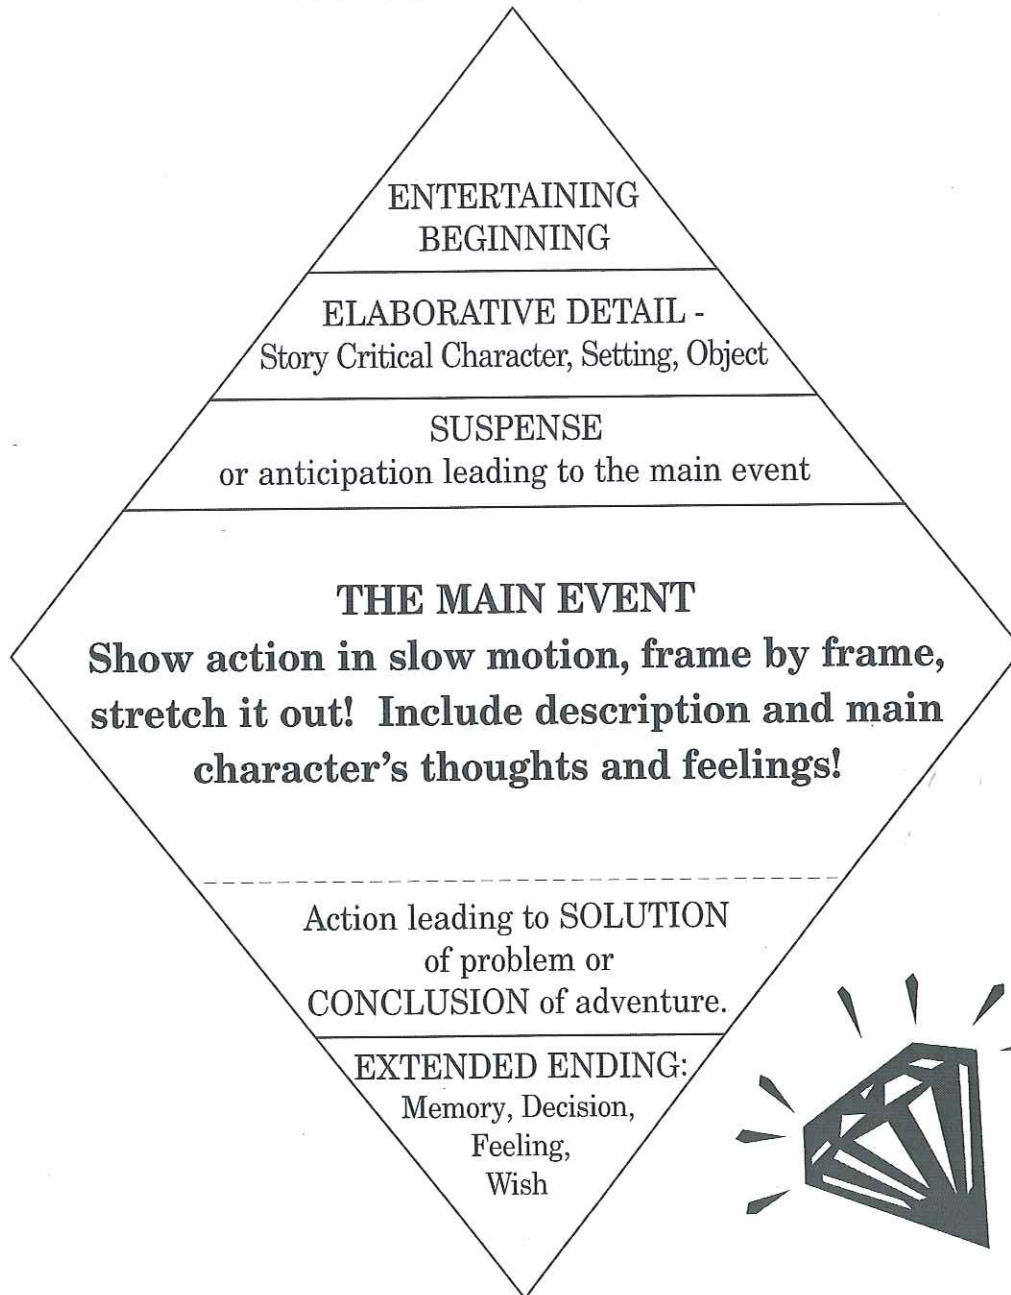 ENTERTAINING
BEGINNING
ELABORATIVE DETAIL -
Story Critical Character, Setting, Object
SUSPENSE
or anticipation leading to the main event
THE MAIN EVENT
Show action in slow motion, frame by frame,
stretch it out! Include description and main
character's thoughts and feelings!
Action leading to SOLUTION
of problem or
CONCLUSION of adventure.
EXTENDED ENDING:
Memory, Decision,
Feeling,
Wish